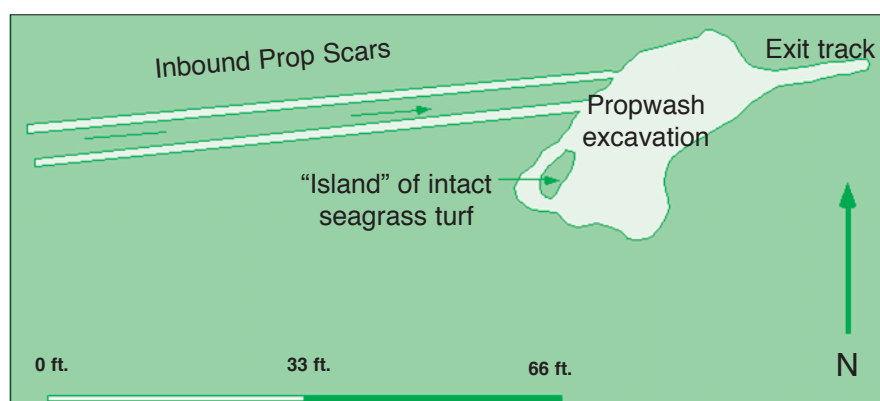 Inbound Prop Scars
Exit track
Propwash
excavation
“Island” of intact
seagrass turf
N
0 ft.
33 ft.
66 ft.